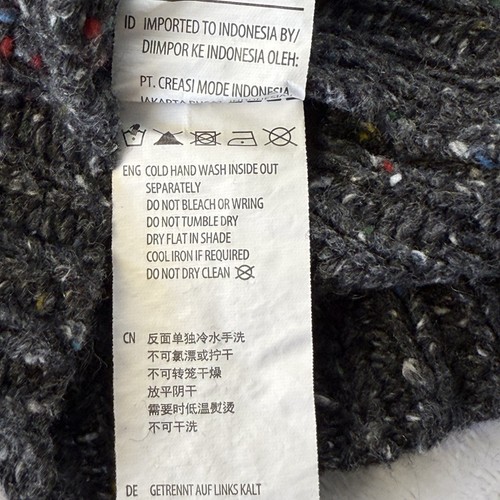 ID IMPORTED TO INDONESIA BY/
DIIMPOR KE INDONESIA OLEH:
PT. CREASI MODE INDONESIA
ENG COLD HAND WASH INSIDE OUT
SEPARATELY
DO NOT BLEACH OR WRING
DO NOT TUMBLE DRY
DRY FLAT IN SHADE
COOL IRON IF REQUIRED
DO NOT DRY CLEAN
CN 反面单独冷水手洗
不可氯漂或拧干
不可转笼干燥
放平阴干
需要时低温熨烫
不可干洗
DE GETRENNT AUF LINKS KALT